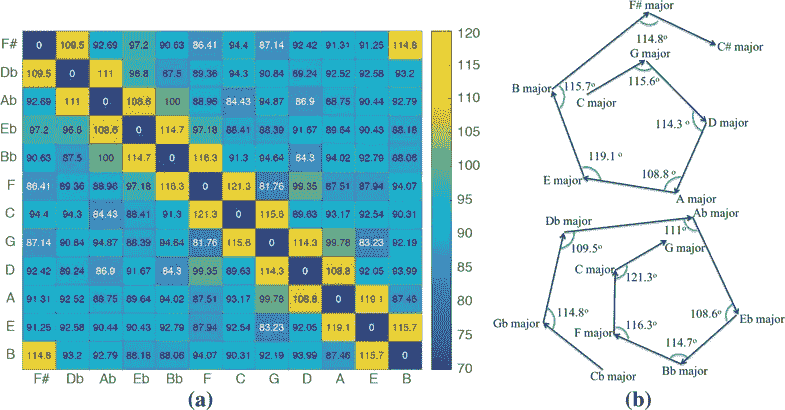 F# 0 109.5 92.69 97.2 90.63 86.41 94.4 87.14 92.42 91.31 91.25 114.8
Db 109.5 0 111 96.8 87.5 89.36 94.3 90.84 89.24 92.52 92.58 93.2
Ab 92.69 111 0 108.6 100 88.96 84.43 94.87 86.9 88.75 90.44 92.79
Eb 97.2 96.8 108.6 0 114.7 97.18 88.41 88.39 91.67 89.64 90.43 88.18
Bb 90.63 87.5 100 114.7 0 116.3 91.3 94.64 84.3 94.02 92.79 88.06
F 86.41 89.36 88.96 97.18 116.3 0 121.3 81.76 99.35 87.51 87.94 94.07
C 94.4 94.3 84.43 88.41 91.3 121.3 0 115.6 89.63 93.17 92.54 90.31
G 87.14 90.84 94.87 88.39 94.64 81.76 115.6 0 114.3 99.78 83.23 92.19
D 92.42 89.24 86.9 91.67 84.3 99.35 89.63 114.3 0 108.8 92.05 93.99
A 91.31 92.52 88.75 89.64 94.02 87.51 93.17 99.78 108.8 0 119.1 87.46
E 91.25 92.58 90.44 90.43 92.79 87.94 92.54 83.23 92.05 119.1 0 115.7
B 114.8 93.2 92.79 88.18 88.06 94.07 90.31 92.19 93.99 87.46 115.7 0
F# Db Ab Eb Bb F C G D A E B
120
115
110
105
100
95
90
85
80
75
70
(a)
F# major
114.8°
C# major
G major
115.6°
B major
115.7°
C major
114.3°
D major
119.1°
108.8°
E major
A major
Db major
Ab major
111°
109.5°
G major
C major
121.3°
Gb major
114.8°
108.6°
Eb major
F major
116.3°
114.7°
Cb major
Bb major
(b)